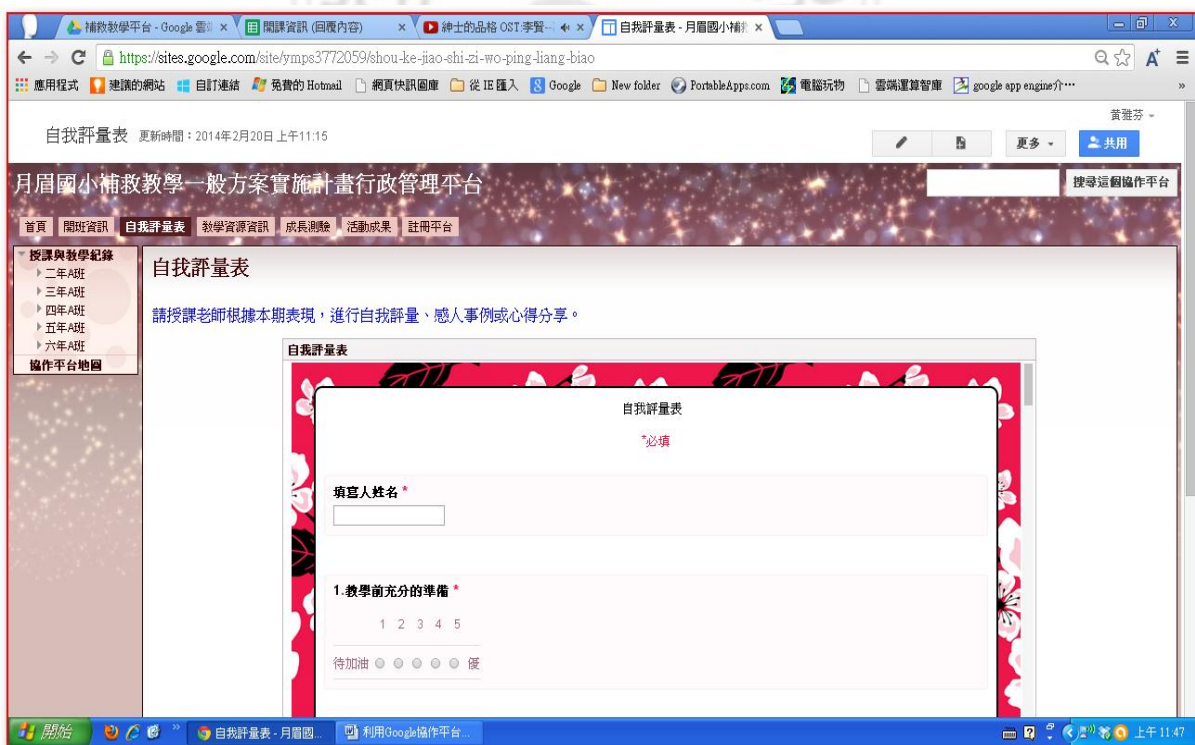 補救教學平台 - Google 雲
開課資訊 (回覆內容)
紳士的品格 OST:李賢--
自我評量表 - 月眉國小補
https://sites.google.com/site/ymps3772059/shou-ke-jiao-shi-zi-wo-ping-liang-biao
應用程式 建議的網站 自訂連結 免費的 Hotmail 網頁快訊圖庫 從 IE 匯入 Google New folder PortableApps.com 電腦玩物 雲端運算智庫 google app engine介…
»
黃雅芬
自我評量表 更新時間：2014年2月20日 上午11:15
更多
共用
月眉國小補救教學一般方案實施計畫行政管理平台
搜尋這個協作平台
首頁 開班資訊 自我評量表 教學資源資訊 成長測驗 活動成果 註冊平台
授課與教學紀錄
二年A班
三年A班
四年A班
五年A班
六年A班
協作平台地圖
自我評量表
請授課老師根據本期表現，進行自我評量、感人事例或心得分享。
自我評量表
自我評量表
*必填
填寫人姓名 *
1.教學前充分的準備 *
1 2 3 4 5
待加油 優
開始
自我評量表 - 月眉國...
利用Google協作平台...
上午 11:47